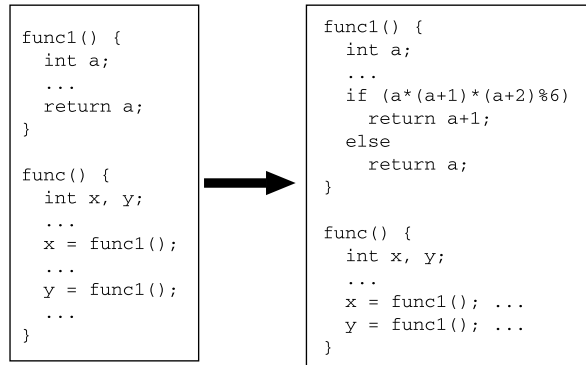 func1() {
  int a;
  ...
  return a;
}
func() {
  int x, y;
  ...
  x = func1();
  ...
  y = func1();
  ...
}
func1() {
  int a;
  ...
  if (a*(a+1)*(a+2)%6)
    return a+1;
  else
    return a;
}
func() {
  int x, y;
  ...
  x = func1(); ...
  y = func1(); ...
}